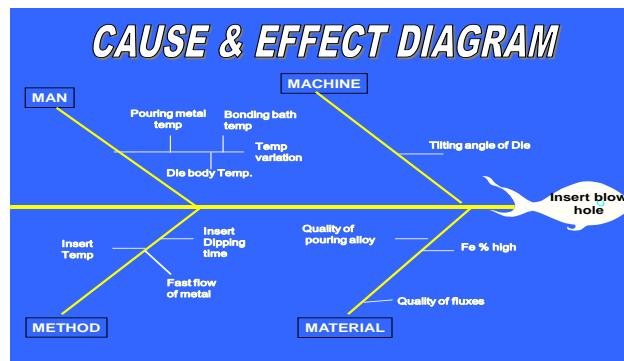 CAUSE & EFFECT DIAGRAM
MAN
MACHINE
Pouring metal
temp
Bonding bath
temp
Temp
variation
Die body Temp.
Tilting angle of Die
Insert blow
hole
Insert
Temp
Insert
Dipping
time
Fast flow
of metal
Quality of
pouring alloy
Fe % high
Quality of fluxes
METHOD
MATERIAL